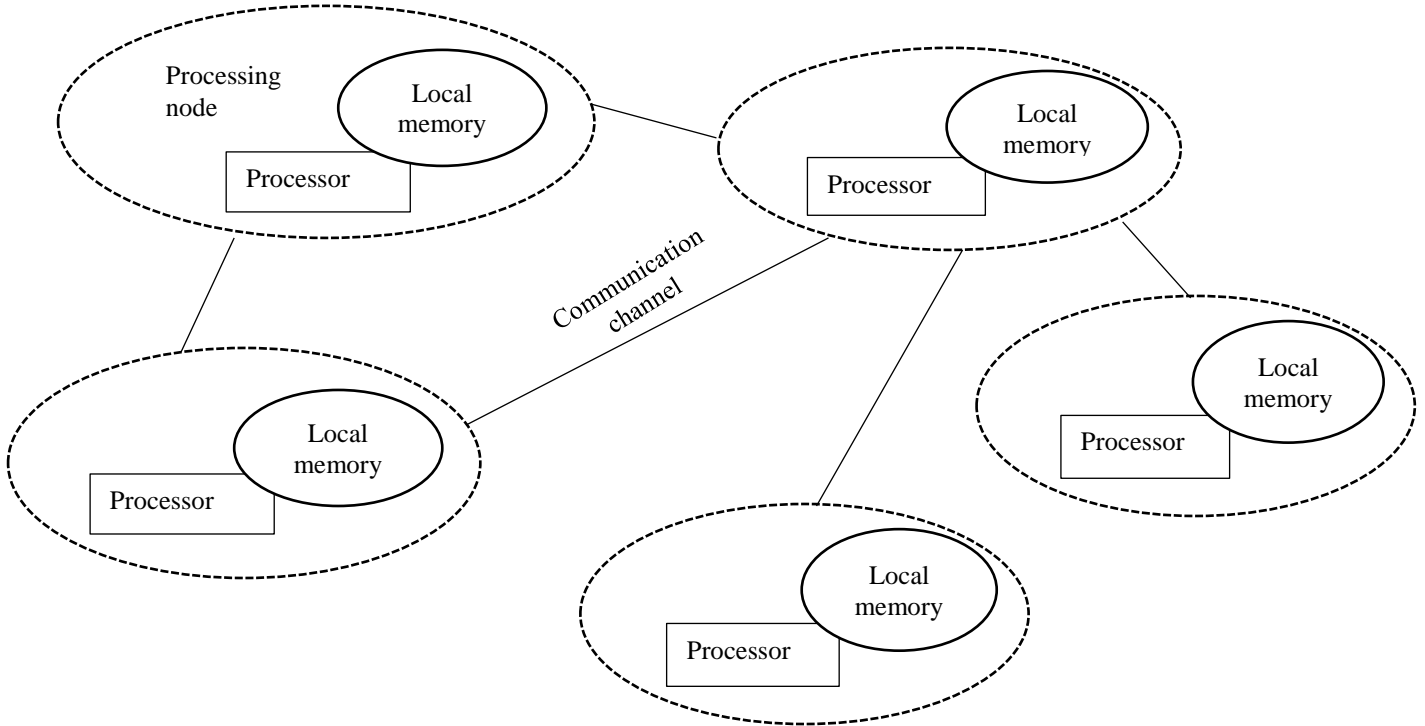 Processing
node
Local
memory
Processor
Local
memory
Processor
Communication
channel
Local
memory
Processor
Local
memory
Processor
Local
memory
Processor